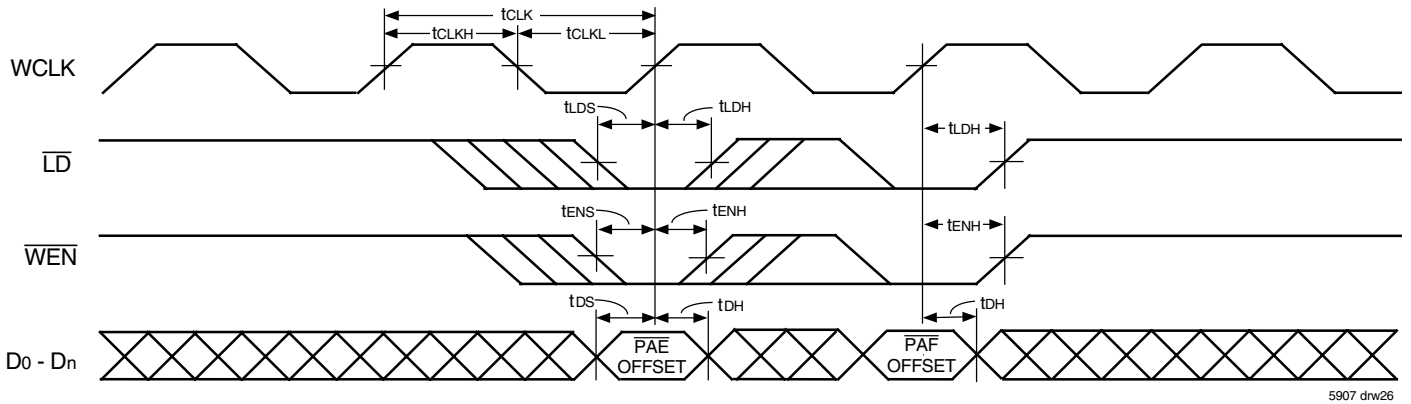 tCLK
tCLKH tCLKL
WCLK
tLDS tLDH tLDH
LD
tENS tENH tENH
WEN
tDS tDH tDH
D0 - Dn PAE OFFSET PAF OFFSET
5907 drw26